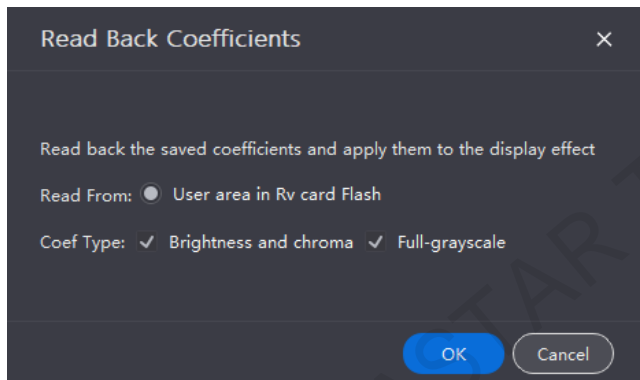 Read Back Coefficients
Read back the saved coefficients and apply them to the display effect
Read From: User area in Rv card Flash
Coef Type: Brightness and chroma Full-grayscale
OK Cancel